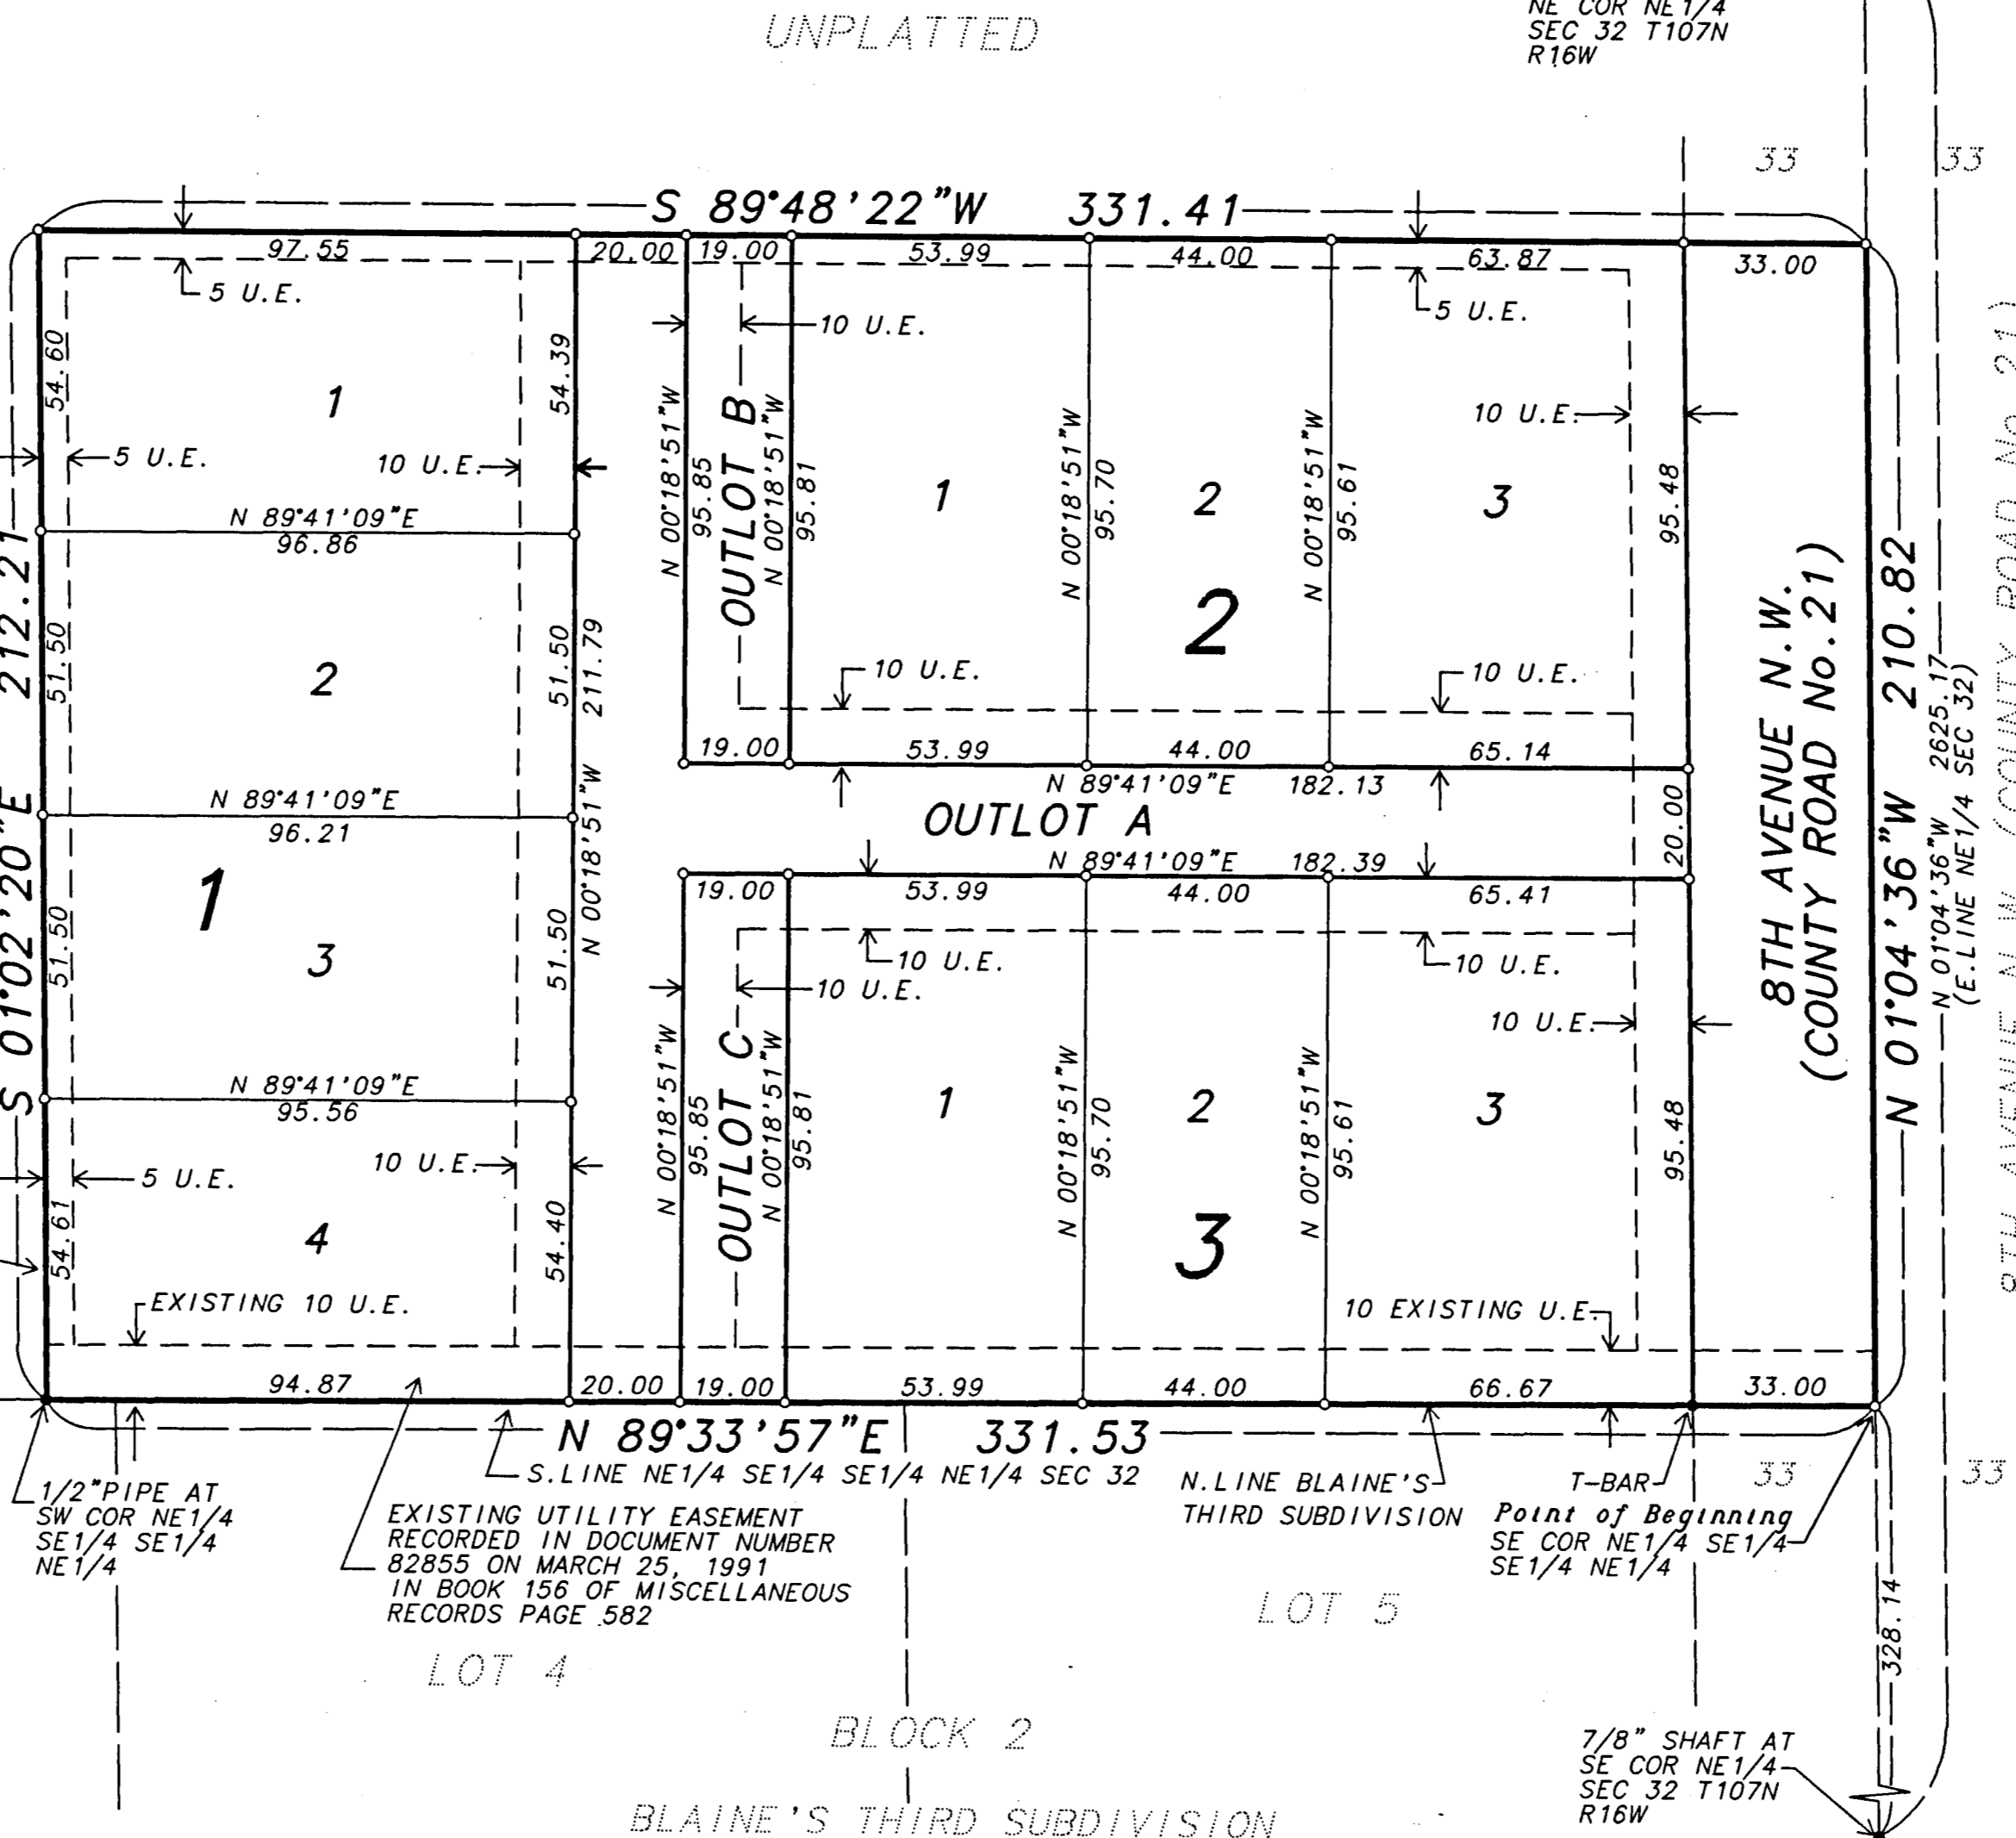 UNPLATTED
NE COR NE1/4
SEC 32 T107N
R16W
33
33
S 89°48'22"W 331.41
97.55
20.00
19.00
53.99
44.00
63.87
33.00
5 U.E.
10 U.E.
5 U.E.
54.60
54.39
1
5 U.E.
10 U.E.
N 00°18'51"W
95.85
OUTLOT B
N 00°18'51"W
95.81
1
N 00°18'51"W
95.70
2
N 00°18'51"W
95.61
3
10 U.E.
95.48
N 89°41'09"E
96.86
2
51.50
51.50
211.79
N 00°18'51"W
2
10 U.E.
10 U.E.
19.00
53.99
44.00
65.14
N 89°41'09"E 182.13
OUTLOT A
20.00
N 89°41'09"E 182.39
19.00
53.99
44.00
65.41
S 01°02'20"E 212.21
N 89°41'09"E
96.21
1
51.50
3
51.50
N 89°41'09"E
95.56
10 U.E.
10 U.E.
10 U.E.
10 U.E.
N 00°18'51"W
95.85
OUTLOT C
N 00°18'51"W
95.81
1
N 00°18'51"W
95.70
2
N 00°18'51"W
95.61
3
95.48
3
8TH AVENUE N.W.
(COUNTY ROAD No.21)
N 01°04'36"W 210.82
N 01°04'36"W 2625.17
(E.LINE NE1/4 SEC 32)
8TH AVENUE N.W. (COUNTY ROAD No.21)
5 U.E.
10 U.E.
54.61
4
54.40
EXISTING 10 U.E.
10 EXISTING U.E.
94.87
20.00
19.00
53.99
44.00
66.67
33.00
N 89°33'57"E 331.53
S.LINE NE1/4 SE1/4 SE1/4 NE1/4 SEC 32
1/2"PIPE AT
SW COR NE1/4
SE1/4 SE1/4
NE1/4
EXISTING UTILITY EASEMENT
RECORDED IN DOCUMENT NUMBER
82855 ON MARCH 25, 1991
IN BOOK 156 OF MISCELLANEOUS
RECORDS PAGE 582
N.LINE BLAINE'S
THIRD SUBDIVISION
T-BAR
Point of Beginning
SE COR NE1/4 SE1/4
SE1/4 NE1/4
33
33
328.14
LOT 4
LOT 5
BLOCK 2
BLAINE'S THIRD SUBDIVISION
7/8" SHAFT AT
SE COR NE1/4
SEC 32 T107N
R16W